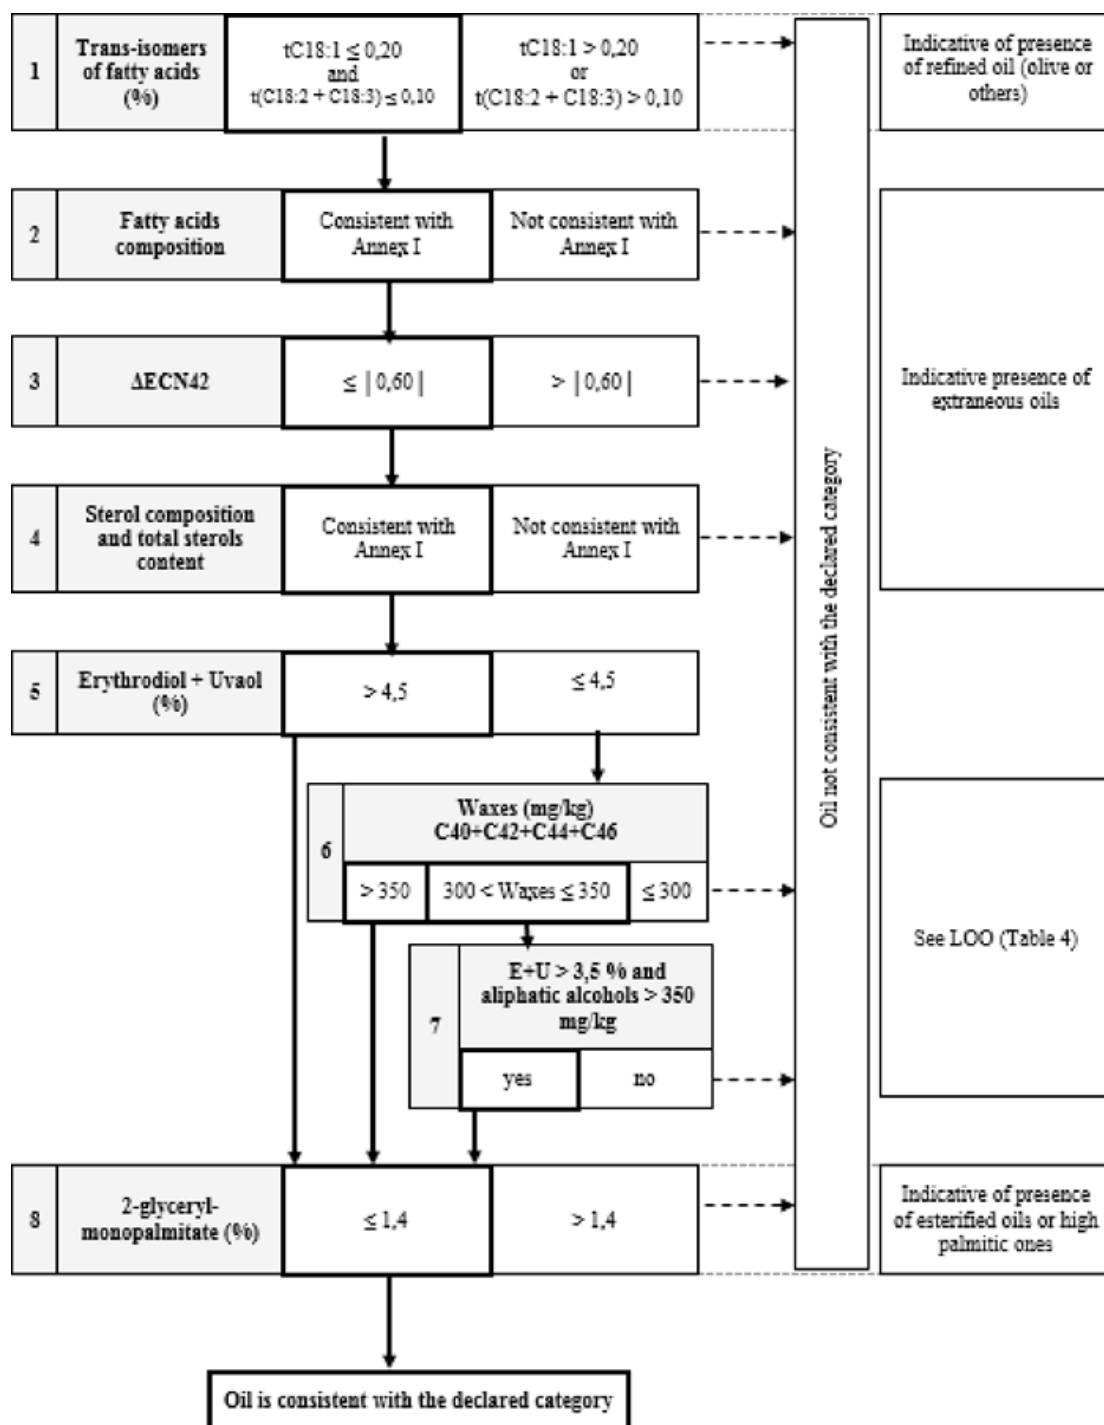 1
Trans-isomers
of fatty acids
(%)
tC18:1 ≤ 0,20
and
t(C18:2 + C18:3) ≤ 0,10
tC18:1 > 0,20
or
t(C18:2 + C18:3) > 0,10
Indicative of presence
of refined oil (olive or
others)
2
Fatty acids
composition
Consistent with
Annex I
Not consistent with
Annex I
3
ΔECN42
≤ | 0,60 |
> | 0,60 |
Indicative presence of
extraneous oils
4
Sterol composition
and total sterols
content
Consistent with
Annex I
Not consistent with
Annex I
Oil not consistent with the declared category
5
Erythrodiol + Uvaol
(%)
> 4,5
≤ 4,5
6
Waxes (mg/kg)
C40+C42+C44+C46
> 350
300 < Waxes ≤ 350
≤ 300
See LOO (Table 4)
7
E+U > 3,5 % and
aliphatic alcohols > 350
mg/kg
yes
no
8
2-glyceryl-
monopalmitate (%)
≤ 1,4
> 1,4
Indicative of presence
of esterified oils or high
palmitic ones
Oil is consistent with the declared category